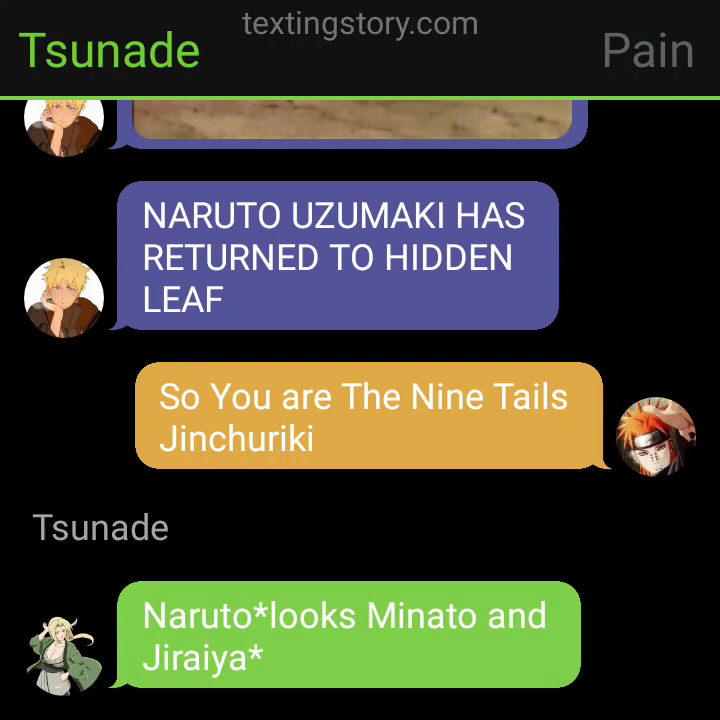 textingstory.com
Tsunade
Pain
NARUTO UZUMAKI HAS
RETURNED TO HIDDEN
LEAF
So You are The Nine Tails
Jinchuriki
Tsunade
Naruto*looks Minato and
Jiraiya*